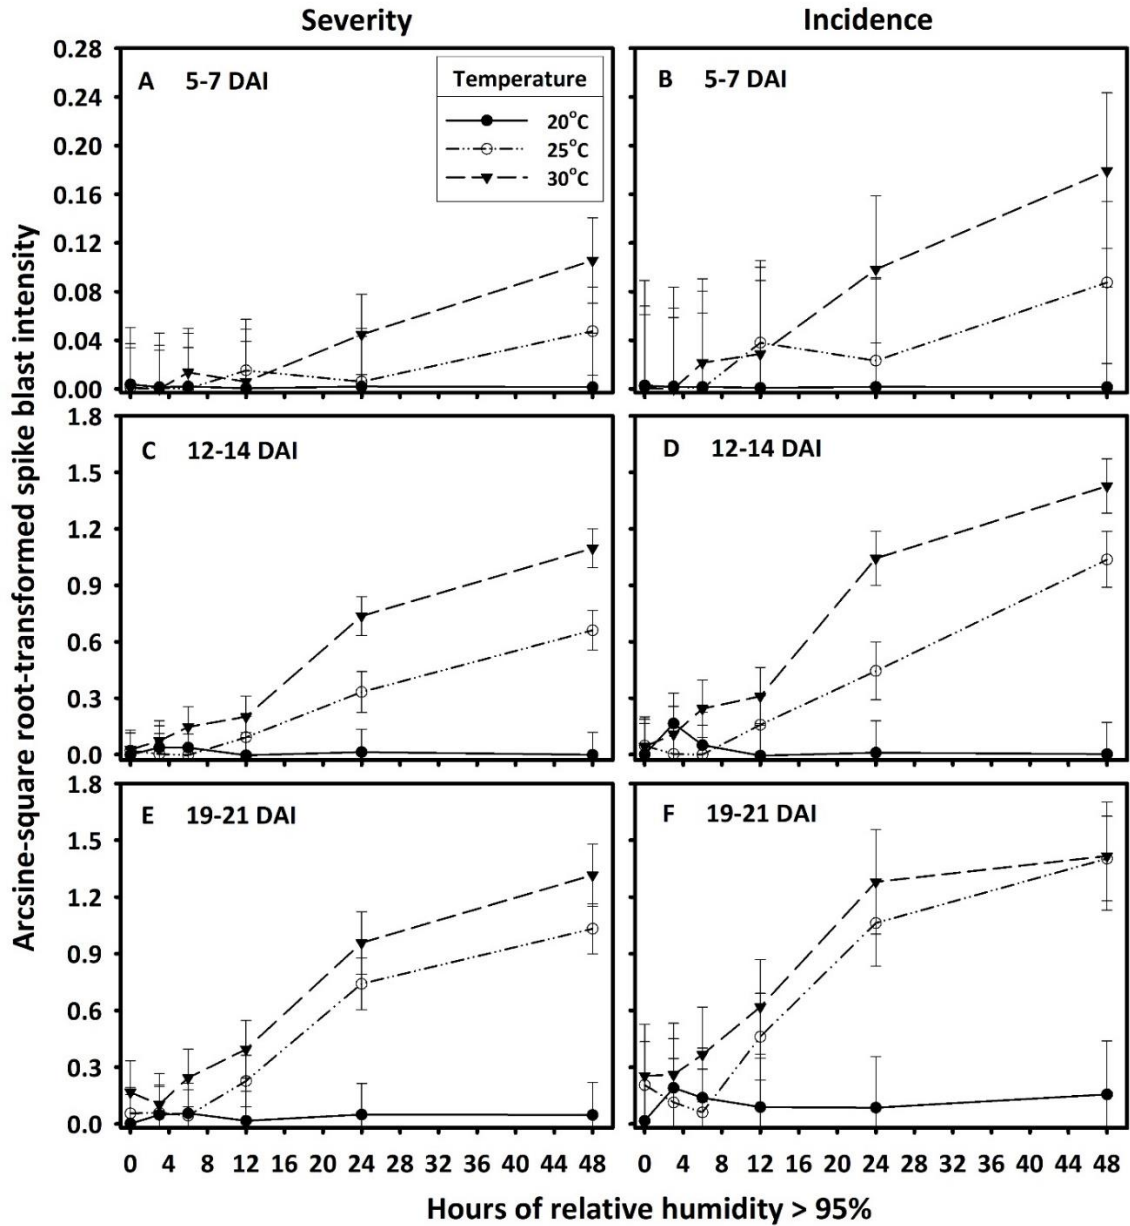 Severity
Incidence
Arcsine-square root-transformed spike blast intensity
0.28
0.24
0.20
0.16
0.12
0.08
0.04
0.00
A 5-7 DAI
Temperature
20°C
25°C
30°C
B 5-7 DAI
1.8
1.5
1.2
0.9
0.6
0.3
0.0
C 12-14 DAI
D 12-14 DAI
1.8
1.5
1.2
0.9
0.6
0.3
0.0
E 19-21 DAI
F 19-21 DAI
0 4 8 12 16 20 24 28 32 36 40 44 48
0 4 8 12 16 20 24 28 32 36 40 44 48
Hours of relative humidity > 95%